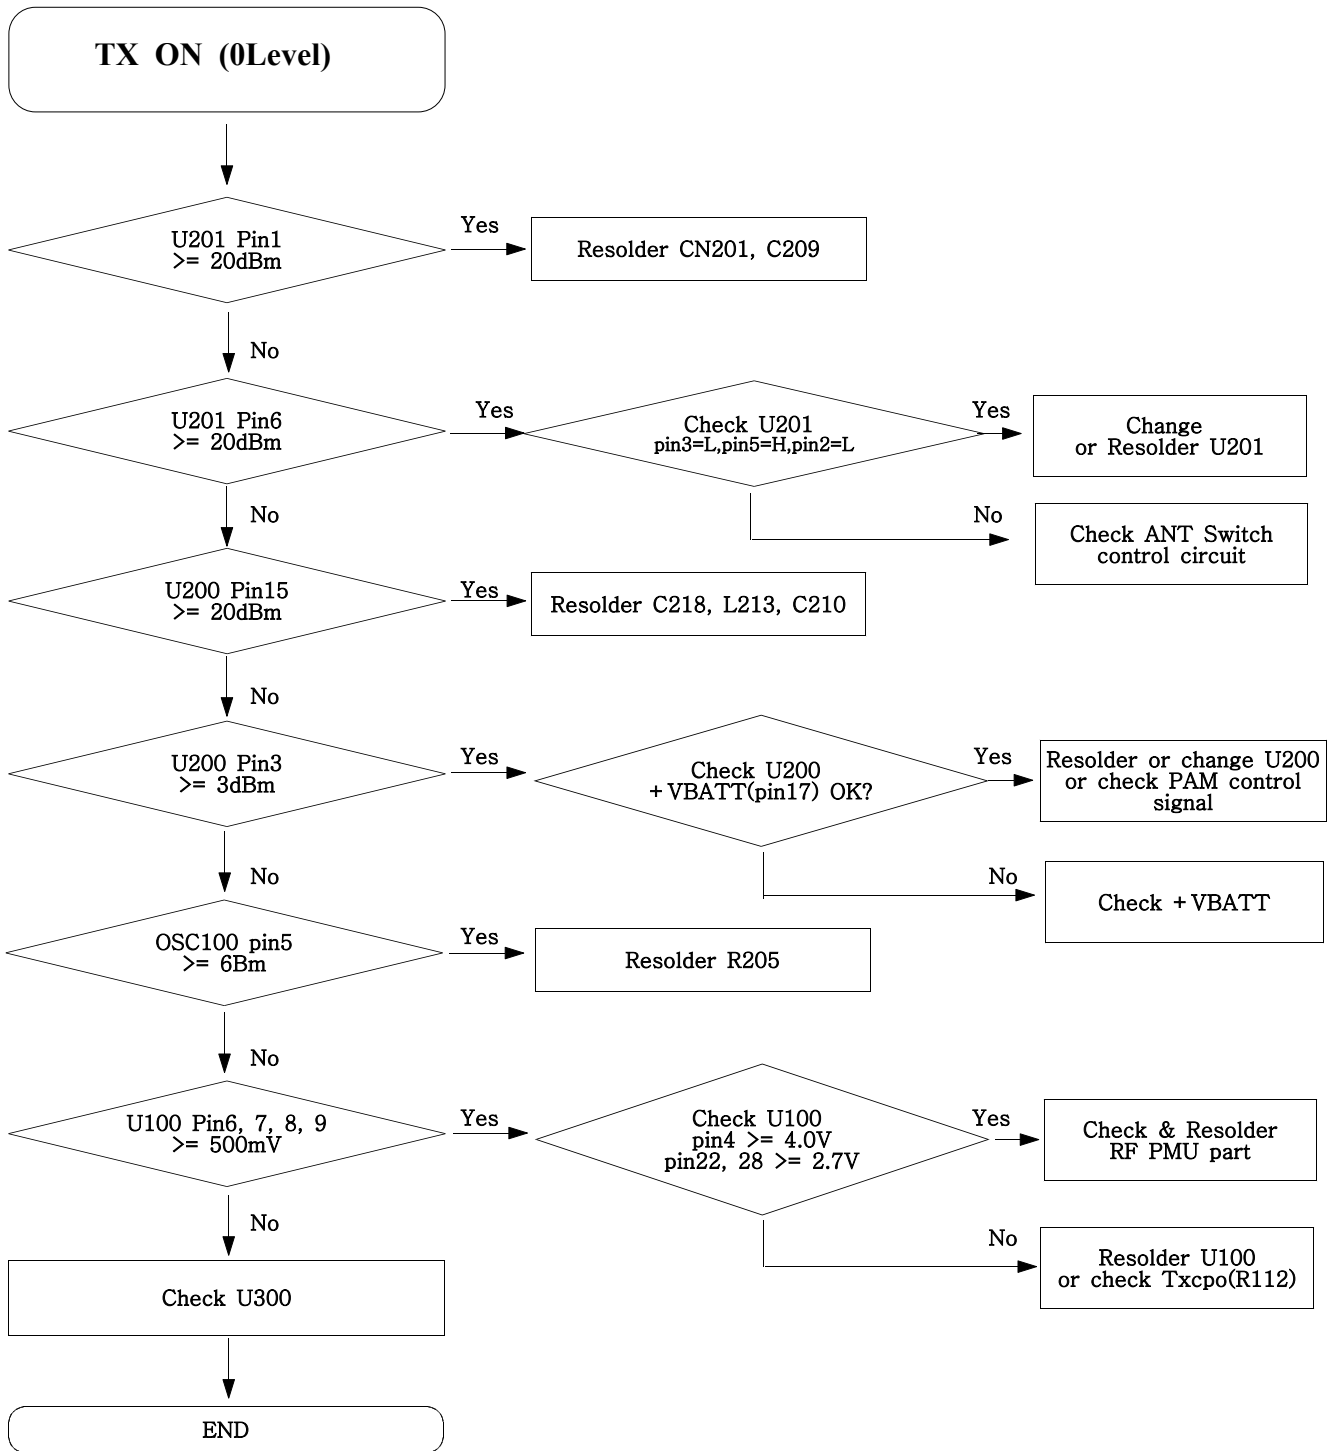 TX ON (0Level)
U201 Pin1
>= 20dBm
Yes
Resolder CN201, C209
No
U201 Pin6
>= 20dBm
Yes
Check U201
pin3=L,pin5=H,pin2=L
Yes
Change
or Resolder U201
No
Check ANT Switch
control circuit
No
U200 Pin15
>= 20dBm
Yes
Resolder C218, L213, C210
No
U200 Pin3
>= 3dBm
Yes
Check U200
+VBATT(pin17) OK?
Yes
Resolder or change U200
or check PAM control
signal
No
Check +VBATT
No
OSC100 pin5
>= 6Bm
Yes
Resolder R205
No
U100 Pin6, 7, 8, 9
>= 500mV
Yes
Check U100
pin4 >= 4.0V
pin22, 28 >= 2.7V
Yes
Check & Resolder
RF PMU part
No
Resolder U100
or check Txcpo(R112)
No
Check U300
END